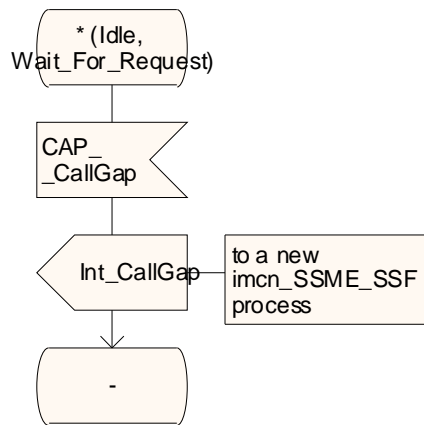 * (Idle,
Wait_For_Request)
CAP_
_CallGap
Int_CallGap
to a new
imcn_SSME_SSF
process
-